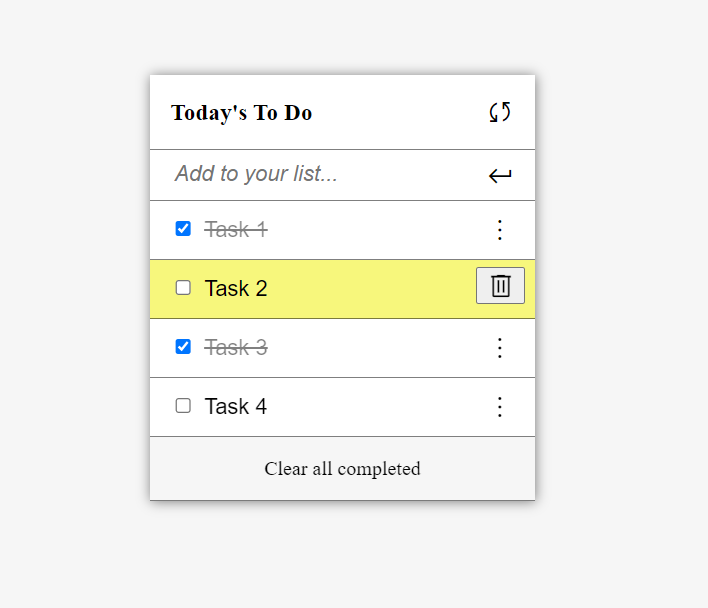 Today's To Do
Add to your list...
Task 1
Task 2
Task 3
Task 4
Clear all completed